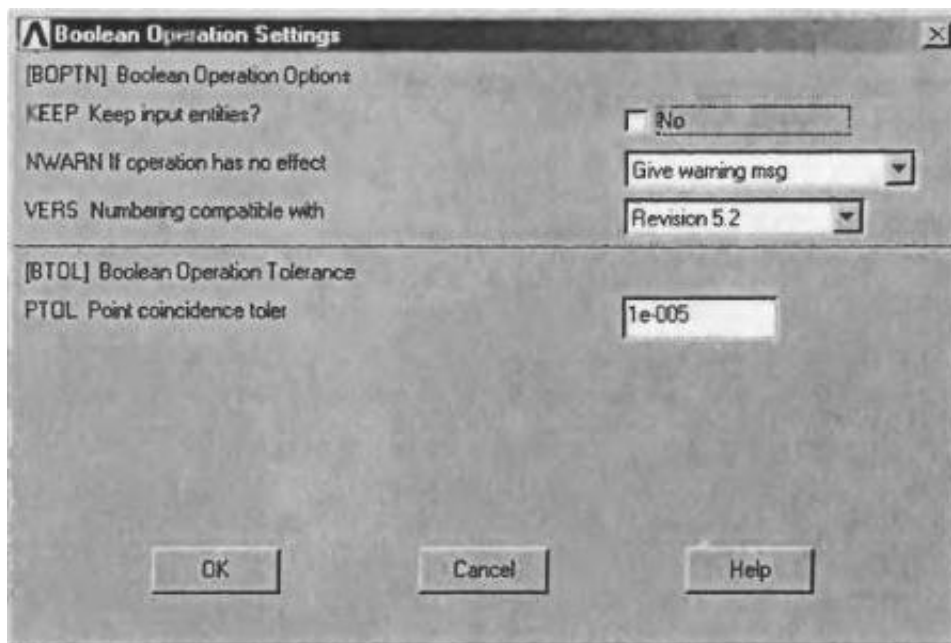 Boolean Operation Settings
[BOPTN] Boolean Operation Options
KEEP Keep input entities?
No
NWARN If operation has no effect
Give warning msg
VERS Numbering compatible with
Revision 5.2
[BTOL] Boolean Operation Tolerance
PTOL Point coincidence toler
1e-005
OK
Cancel
Help